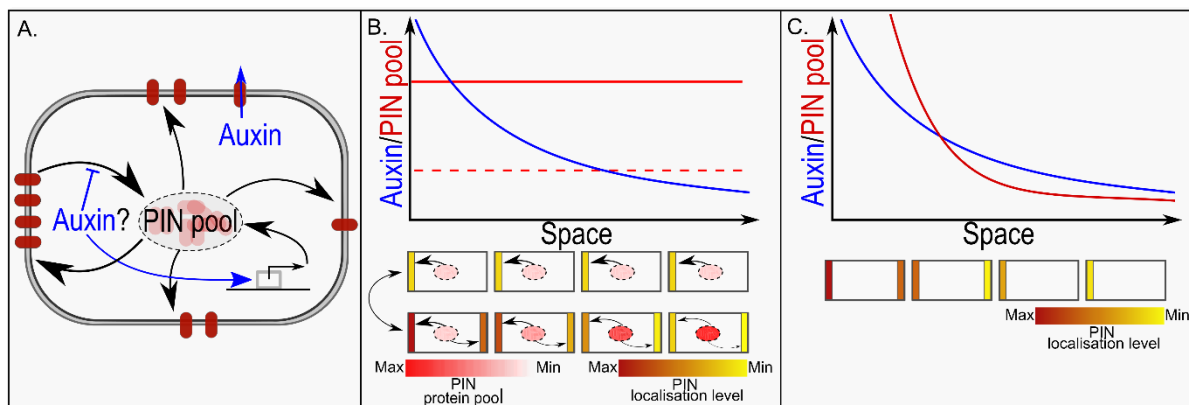 A.
Auxin
Auxin?
PIN pool
B.
Auxin/PIN pool
Space
Max
Min
PIN
protein pool
Max
Min
PIN
localisation level
C.
Auxin/PIN pool
Space
Max
Min
PIN
localisation level